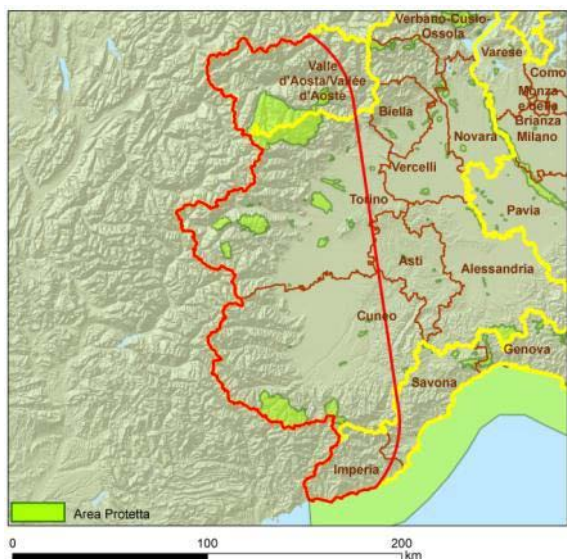 Verbano-Cusio-
Ossola
Varese
Como
Valle
d'Aosta/Vallée
d'Aoste
Monza
e della
Brianza
Biella
Novara
Milano
Vercelli
Torino
Pavia
Asti
Alessandria
Cuneo
Genova
Savona
Imperia
Area Protetta
0 100 200
km